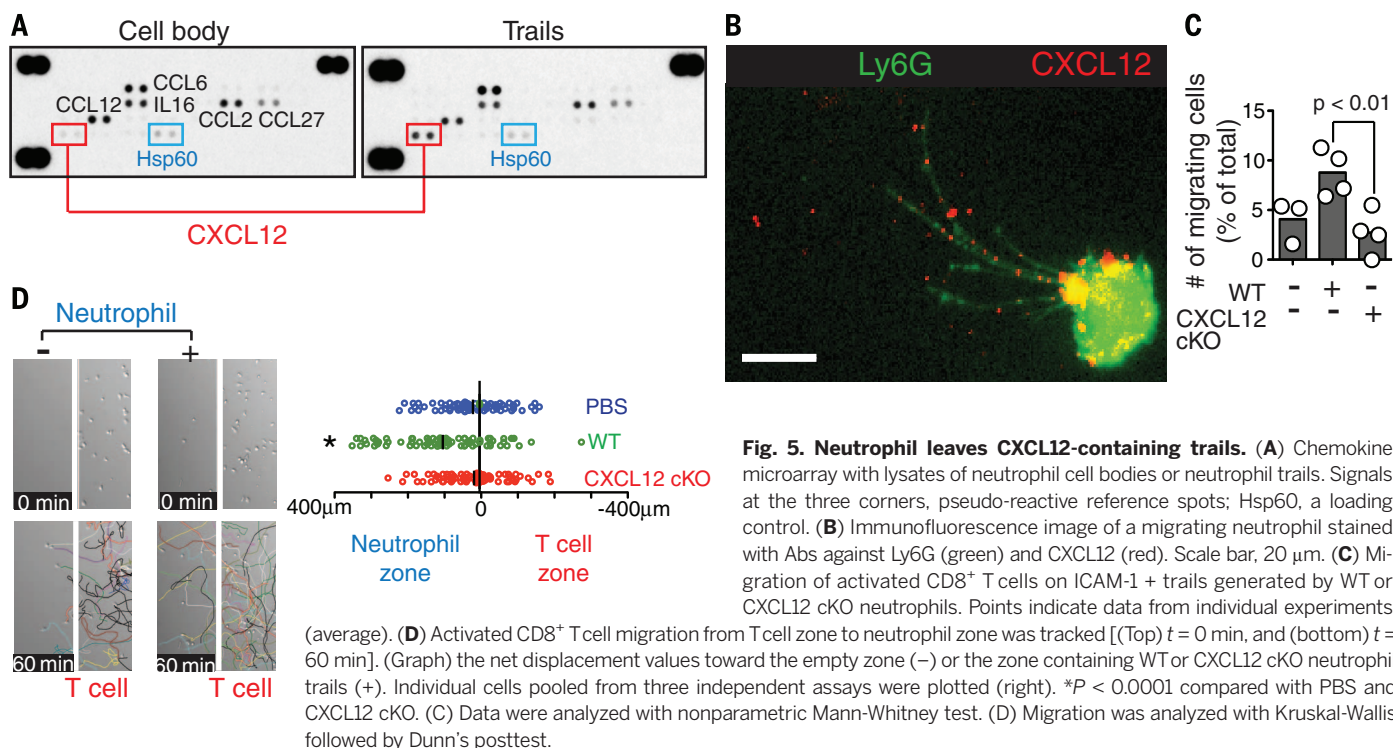 A
Cell body
Trails
CCL6
CCL12
IL16
CCL2
CCL27
Hsp60
Hsp60
CXCL12
B
Ly6G
CXCL12
C
# of migrating cells
(% of total)
15
10
5
0
p < 0.01
WT - + -
CXCL12 - - +
cKO
D
Neutrophil
- +
0 min
0 min
60 min
60 min
T cell
T cell
PBS
* WT
CXCL12 cKO
400μm 0 -400μm
Neutrophil T cell
zone zone
Fig. 5. Neutrophil leaves CXCL12-containing trails. (A) Chemokine
microarray with lysates of neutrophil cell bodies or neutrophil trails. Signals
at the three corners, pseudo-reactive reference spots; Hsp60, a loading
control. (B) Immunofluorescence image of a migrating neutrophil stained
with Abs against Ly6G (green) and CXCL12 (red). Scale bar, 20 μm. (C) Mi-
gration of activated CD8⁺ T cells on ICAM-1 + trails generated by WT or
CXCL12 cKO neutrophils. Points indicate data from individual experiments
(average). (D) Activated CD8⁺ T cell migration from T cell zone to neutrophil zone was tracked [(Top) t = 0 min, and (bottom) t =
60 min]. (Graph) the net displacement values toward the empty zone (–) or the zone containing WT or CXCL12 cKO neutrophi
trails (+). Individual cells pooled from three independent assays were plotted (right). *P < 0.0001 compared with PBS and
CXCL12 cKO. (C) Data were analyzed with nonparametric Mann-Whitney test. (D) Migration was analyzed with Kruskal-Wallis
followed by Dunn's posttest.